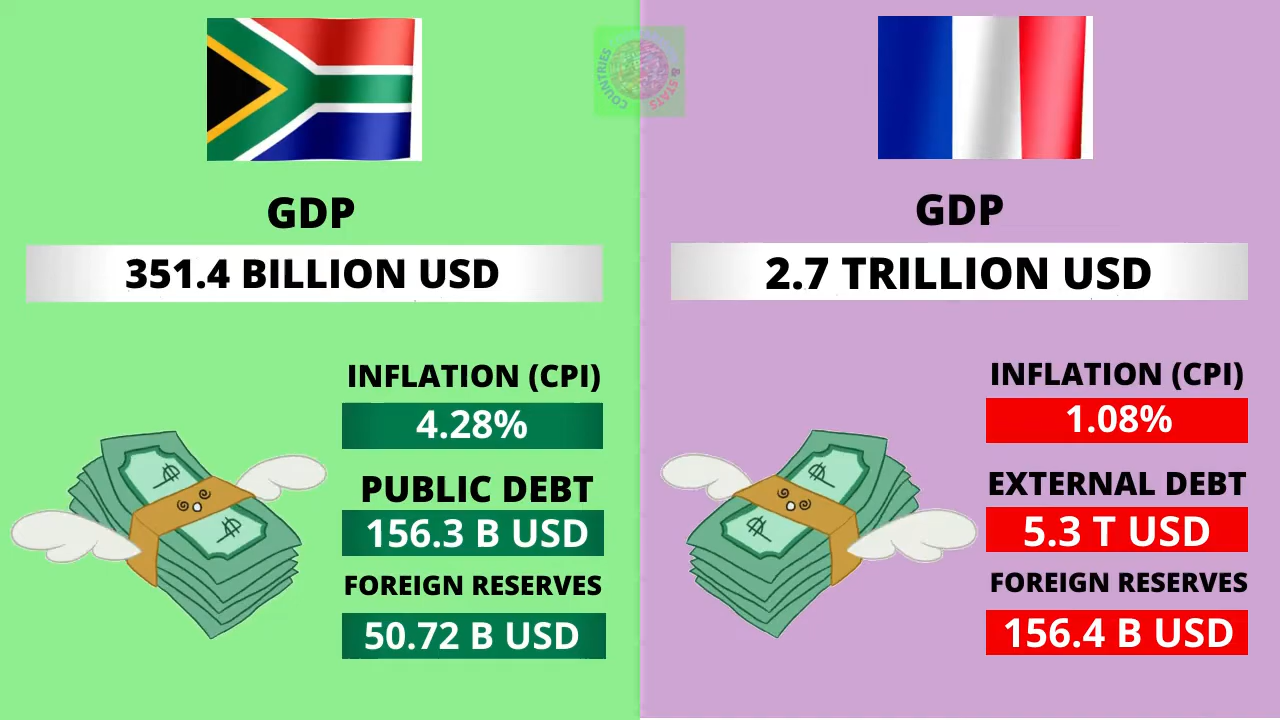 COUNTRIES
& STATS
GDP
351.4 BILLION USD
INFLATION (CPI)
4.28%
PUBLIC DEBT
156.3 B USD
FOREIGN RESERVES
50.72 B USD
GDP
2.7 TRILLION USD
INFLATION (CPI)
1.08%
EXTERNAL DEBT
5.3 T USD
FOREIGN RESERVES
156.4 B USD